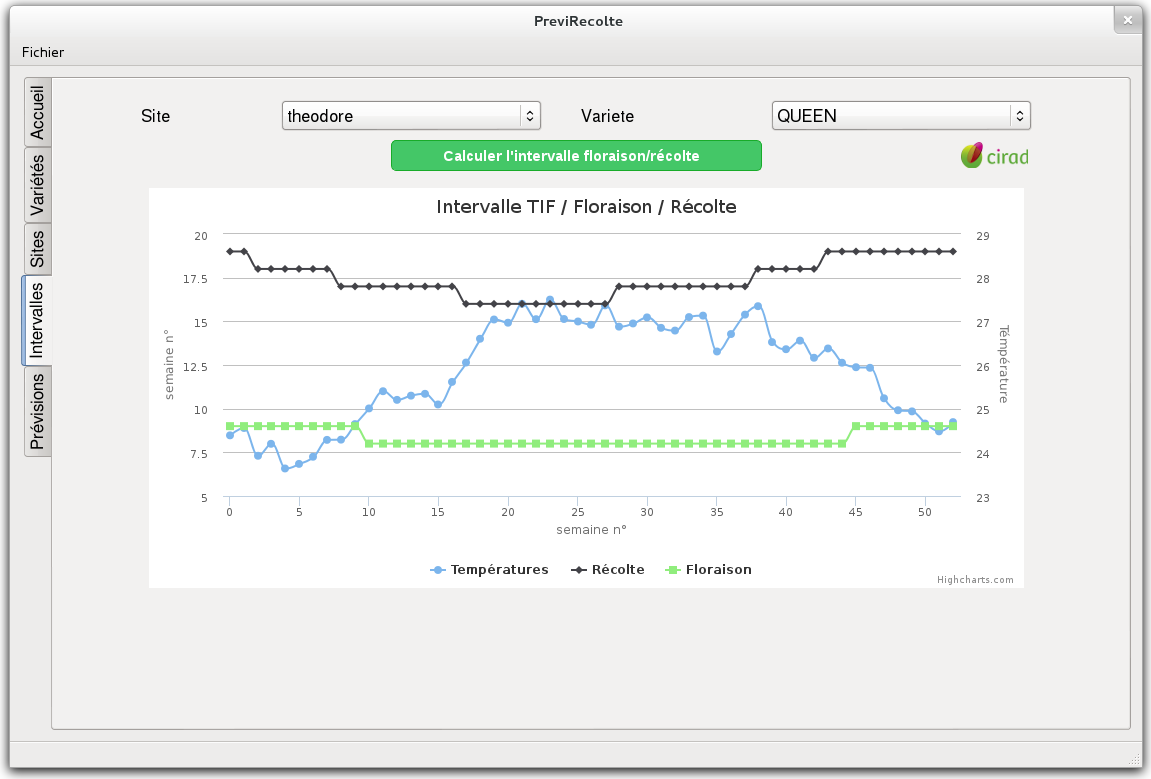 PreviRecolte
Fichier
Accueil
Variétés
Sites
Intervalles
Prévisions
Site theodore Variete QUEEN
Calculer l'intervalle floraison/récolte
cirad
Intervalle TIF / Floraison / Récolte
20 29
17.5 28
15 27
12.5 26
10 25
7.5 24
5 23
semaine n°
Témpérature
0 5 10 15 20 25 30 35 40 45 50
semaine n°
Températures Récolte Floraison
Highcharts.com